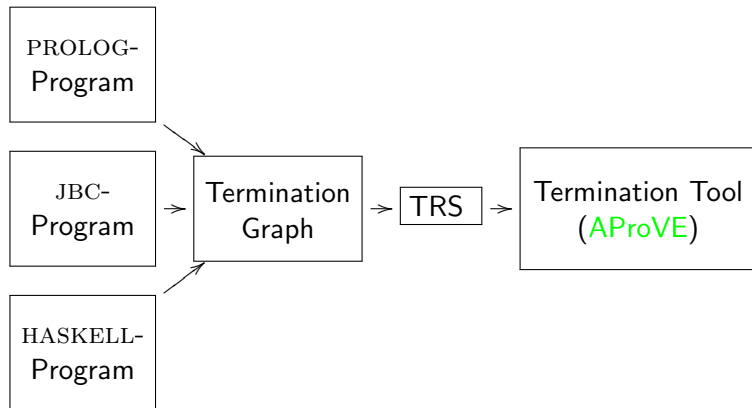 PROLOG-
Program
JBC-
Program
HASKELL-
Program
Termination
Graph
TRS
Termination Tool
(AProVE)